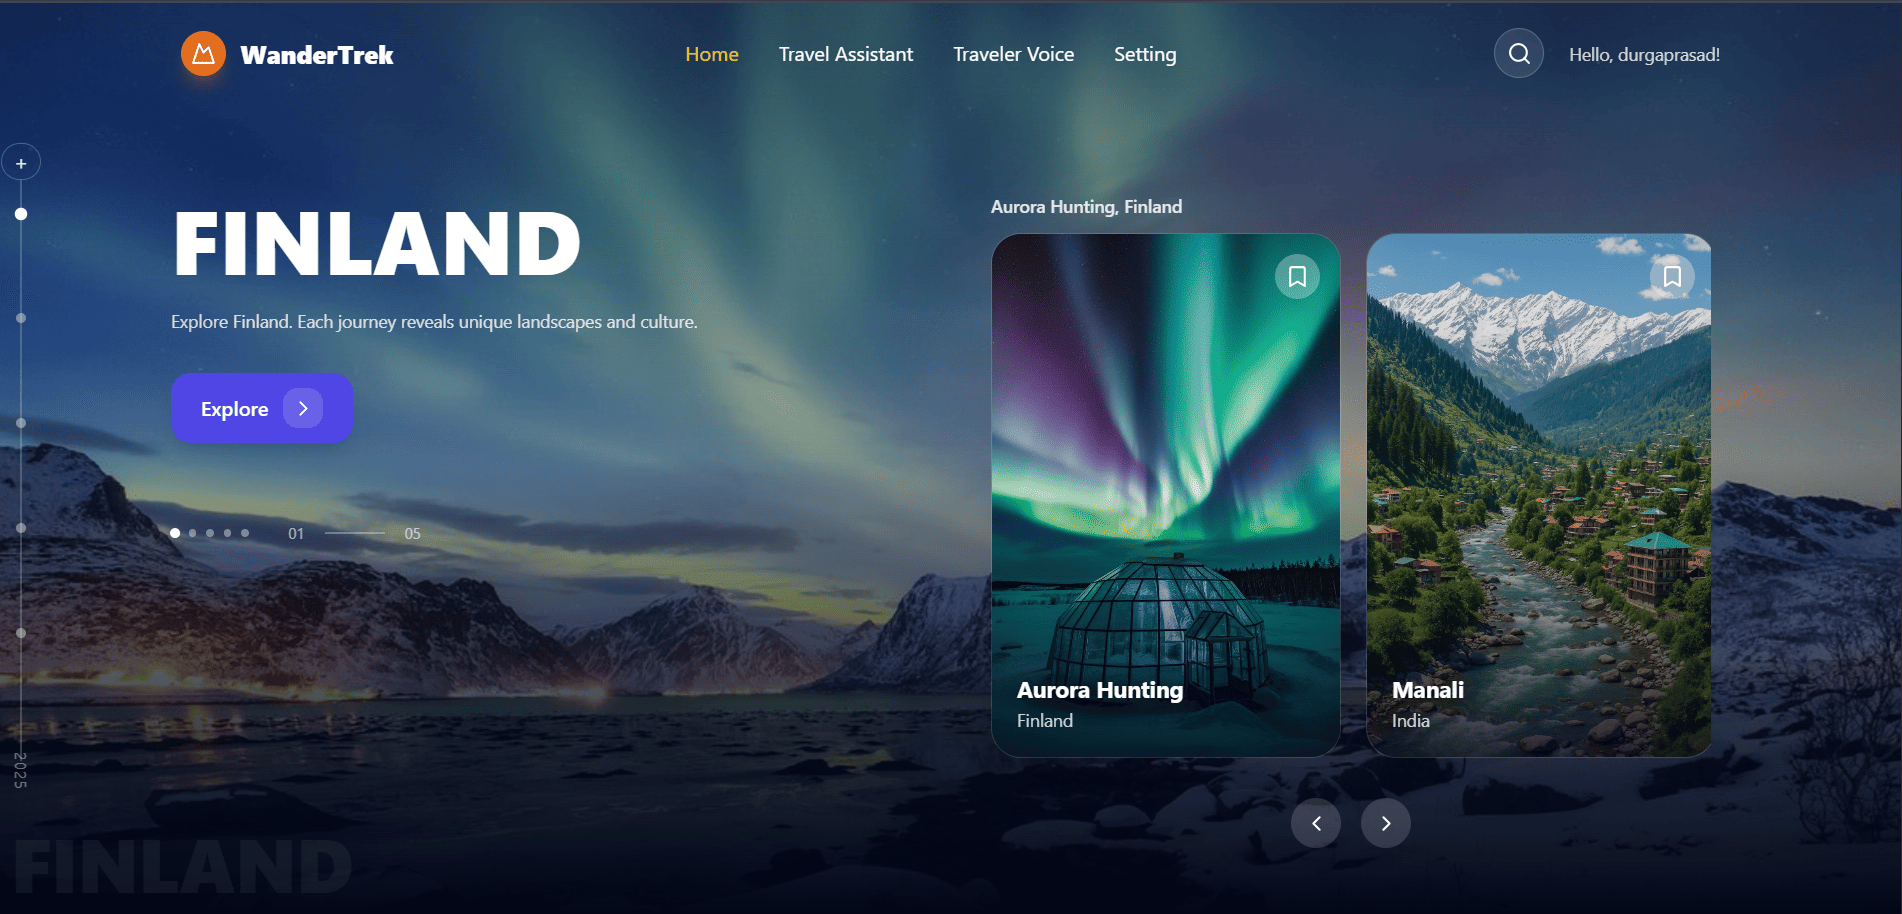 WanderTrek
Home
Travel Assistant
Traveler Voice
Setting
Hello, durgaprasad!
+
FINLAND
Explore Finland. Each journey reveals unique landscapes and culture.
Explore
01
05
Aurora Hunting, Finland
Aurora Hunting
Finland
Manali
India
2025
FINLAND